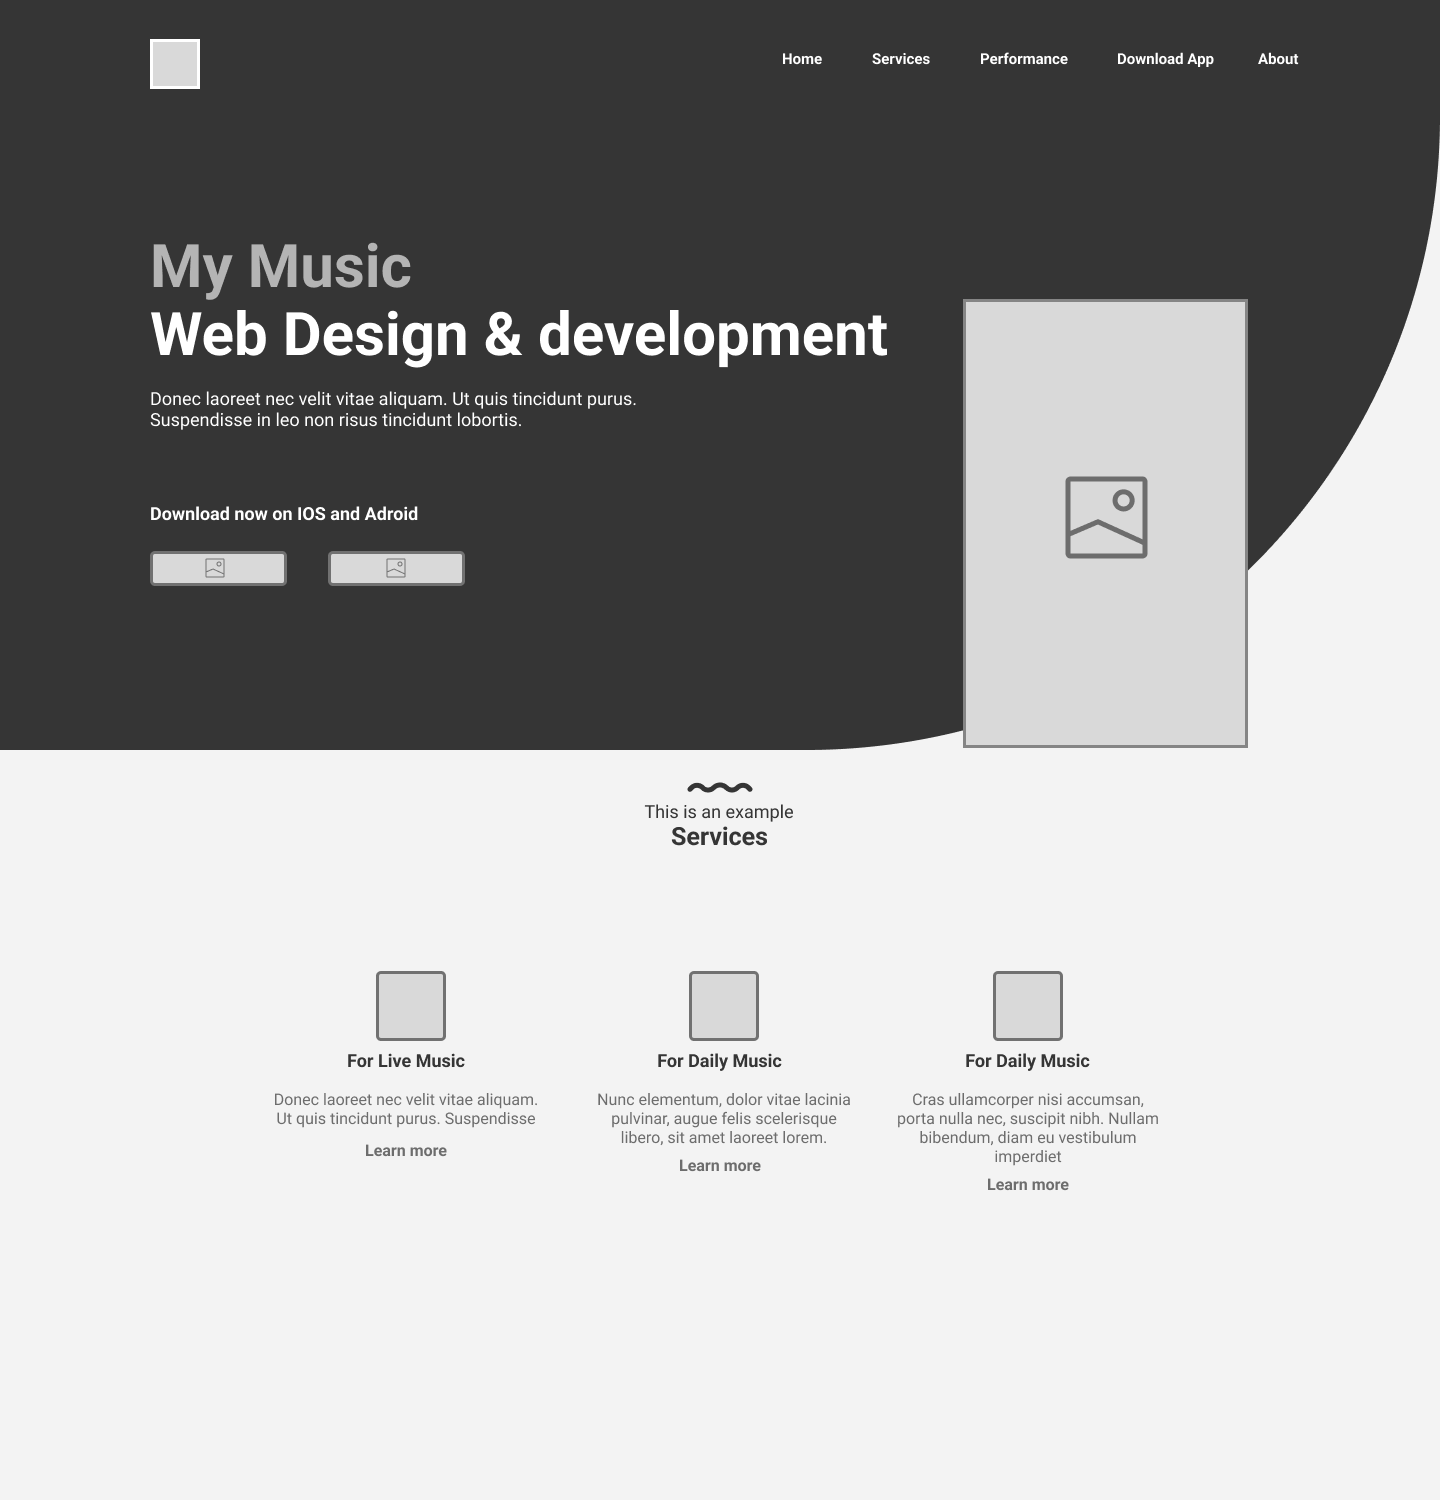 Home Services Performance Download App About
My Music
Web Design & development
Donec laoreet nec velit vitae aliquam. Ut quis tincidunt purus.
Suspendisse in leo non risus tincidunt lobortis.
Download now on IOS and Adroid
This is an example
Services
For Live Music
Donec laoreet nec velit vitae aliquam.
Ut quis tincidunt purus. Suspendisse
Learn more
For Daily Music
Nunc elementum, dolor vitae lacinia
pulvinar, augue felis scelerisque
libero, sit amet laoreet lorem.
Learn more
For Daily Music
Cras ullamcorper nisi accumsan,
porta nulla nec, suscipit nibh. Nullam
bibendum, diam eu vestibulum
imperdiet
Learn more